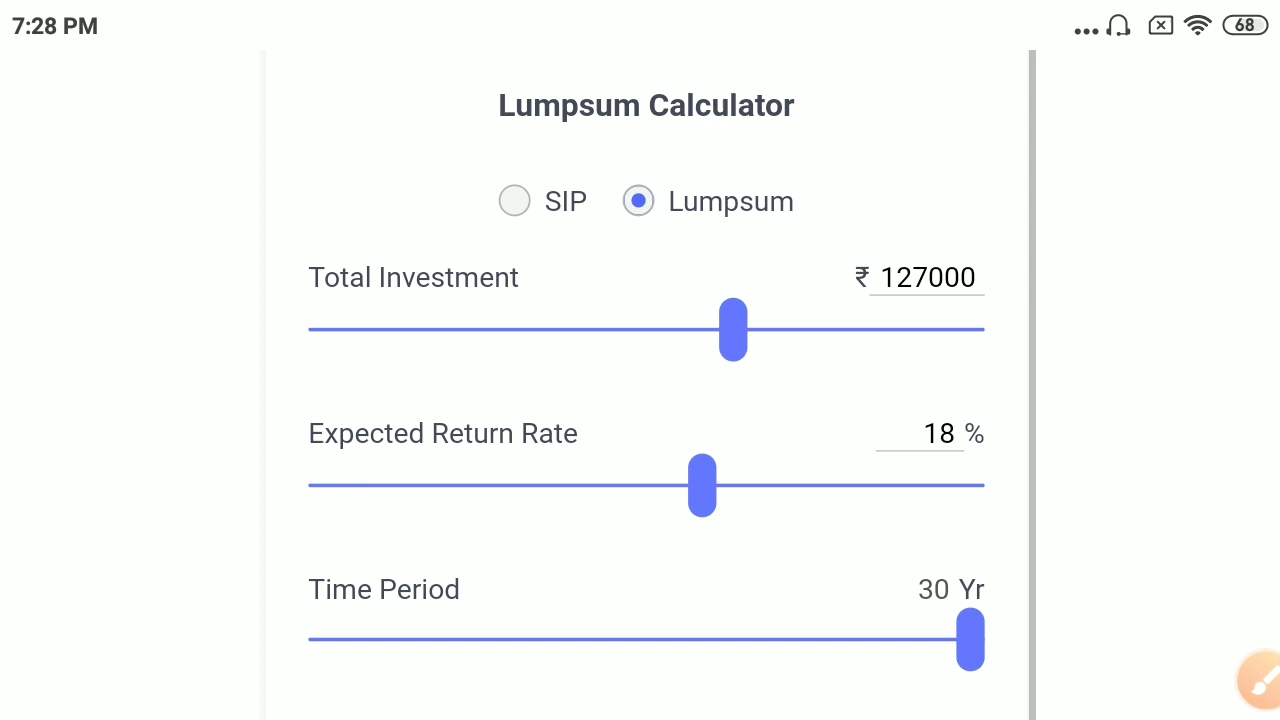 7:28 PM
68
Lumpsum Calculator
SIP Lumpsum
Total Investment ₹ 127000
Expected Return Rate 18 %
Time Period 30 Yr